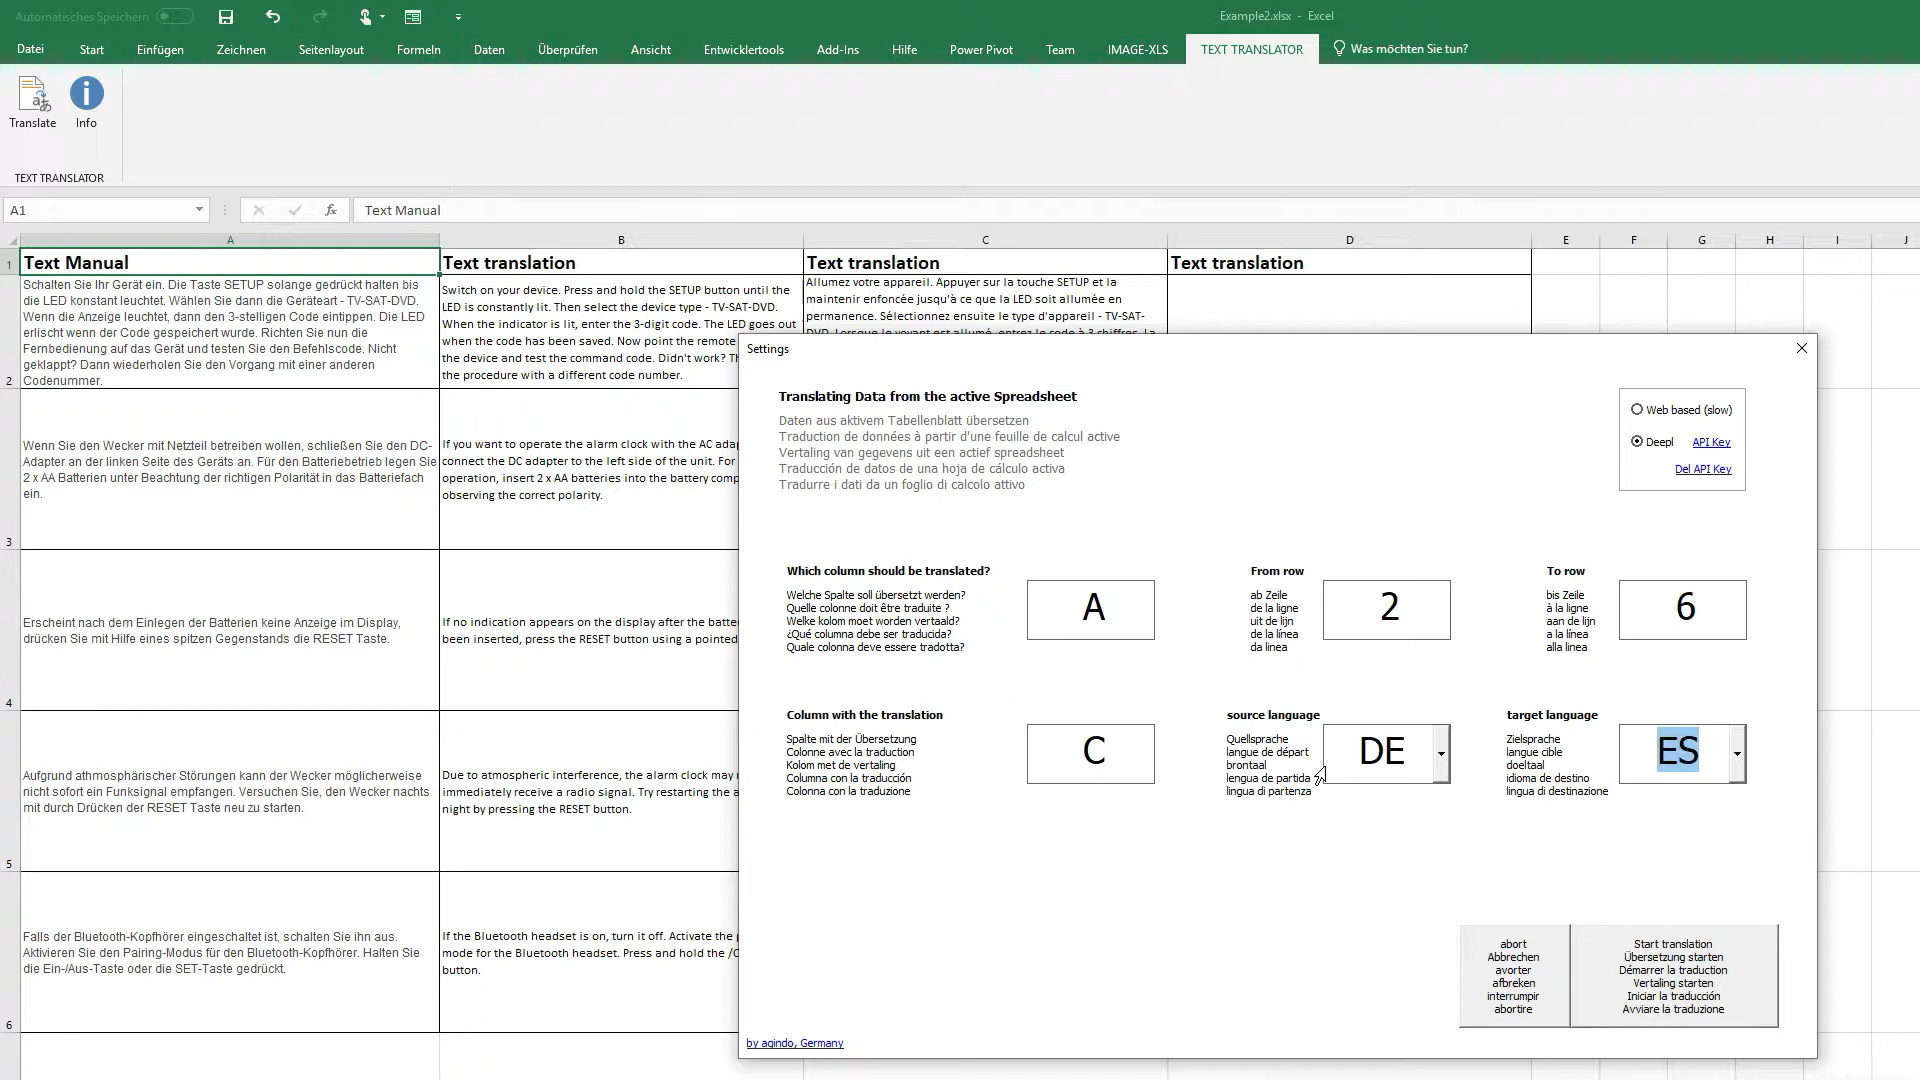 Automatisches Speichern
Example2.xlsx - Excel
Datei Start Einfügen Zeichnen Seitenlayout Formeln Daten Überprüfen Ansicht Entwicklertools Add-Ins Hilfe Power Pivot Team IMAGE-XLS TEXT TRANSLATOR Was möchten Sie tun?
Translate Info
TEXT TRANSLATOR
A1 fx Text Manual
A B C D E F G H I J
1 Text Manual Text translation Text translation Text translation
Schalten Sie Ihr Gerät ein. Die Taste SETUP solange gedrückt halten bis
die LED konstant leuchtet. Wählen Sie dann die Geräteart - TV-SAT-DVD.
Wenn die Anzeige leuchtet, dann den 3-stelligen Code eintippen. Die LED
erlischt wenn der Code gespeichert wurde. Richten Sie nun die
Fernbedienung auf das Gerät und testen Sie den Befehlscode. Nicht
geklappt? Dann wiederholen Sie den Vorgang mit einer anderen
2 Codenummer.
Switch on your device. Press and hold the SETUP button until the
LED is constantly lit. Then select the device type - TV-SAT-DVD.
When the indicator is lit, enter the 3-digit code. The LED goes out
when the code has been saved. Now point the remote
the device and test the command code. Didn't work?
the procedure with a different code number.
Allumez votre appareil. Appuyer sur la touche SETUP et la
maintenir enfoncée jusqu'à ce que la LED soit allumée en
permanence. Sélectionnez ensuite le type d'appareil - TV-SAT-
DVD. Lorsque le voyant est allumé, entrez le code à 3 chiffres. La
Wenn Sie den Wecker mit Netzteil betreiben wollen, schließen Sie den DC-
Adapter an der linken Seite des Geräts an. Für den Batteriebetrieb legen Sie
2 x AA Batterien unter Beachtung der richtigen Polarität in das Batteriefach
ein.
3
If you want to operate the alarm clock with the AC
connect the DC adapter to the left side of the unit. For
operation, insert 2 x AA batteries into the battery
observing the correct polarity.
Erscheint nach dem Einlegen der Batterien keine Anzeige im Display,
drücken Sie mit Hilfe eines spitzen Gegenstands die RESET Taste.
4
If no indication appears on the display after the
been inserted, press the RESET button using a pointed
Aufgrund athmosphärischer Störungen kann der Wecker möglicherweise
nicht sofort ein Funksignal empfangen. Versuchen Sie, den Wecker nachts
mit durch Drücken der RESET Taste neu zu starten.
5
Due to atmospheric interference, the alarm clock may
immediately receive a radio signal. Try restarting the
night by pressing the RESET button.
Falls der Bluetooth-Kopfhörer eingeschaltet ist, schalten Sie ihn aus.
Aktivieren Sie den Pairing-Modus für den Bluetooth-Kopfhörer. Halten Sie
die Ein-/Aus-Taste oder die SET-Taste gedrückt.
6
If the Bluetooth headset is on, turn it off. Activate the
mode for the Bluetooth headset. Press and hold the
button.
Settings
Translating Data from the active Spreadsheet
Daten aus aktivem Tabellenblatt übersetzen
Traduction de données à partir d'une feuille de calcul active
Vertaling van gegevens uit een actief spreadsheet
Traducción de datos de una hoja de cálculo activa
Tradurre i dati da un foglio di calcolo attivo
Web based (slow)
Deepl API Key
Del API Key
Which column should be translated?
Welche Spalte soll übersetzt werden?
Quelle colonne doit être traduite ?
Welke kolom moet worden vertaald?
¿Qué columna debe ser traducida?
Quale colonna deve essere tradotta?
A
From row
ab Zeile
de la ligne
uit de lijn
de la línea
da linea
2
To row
bis Zeile
à la ligne
aan de lijn
a la línea
alla linea
6
Column with the translation
Spalte mit der Übersetzung
Colonne avec la traduction
Kolom met de vertaling
Columna con la traducción
Colonna con la traduzione
C
source language
Quellsprache
langue de départ
brontaal
lengua de partida
lingua di partenza
DE
target language
Zielsprache
langue cible
doeltaal
idioma de destino
lingua di destinazione
ES
abort
Abbrechen
avorter
afbreken
interrumpir
abortire
Start translation
Übersetzung starten
Démarrer la traduction
Vertaling starten
Iniciar la traducción
Avviare la traduzione
by agindo, Germany